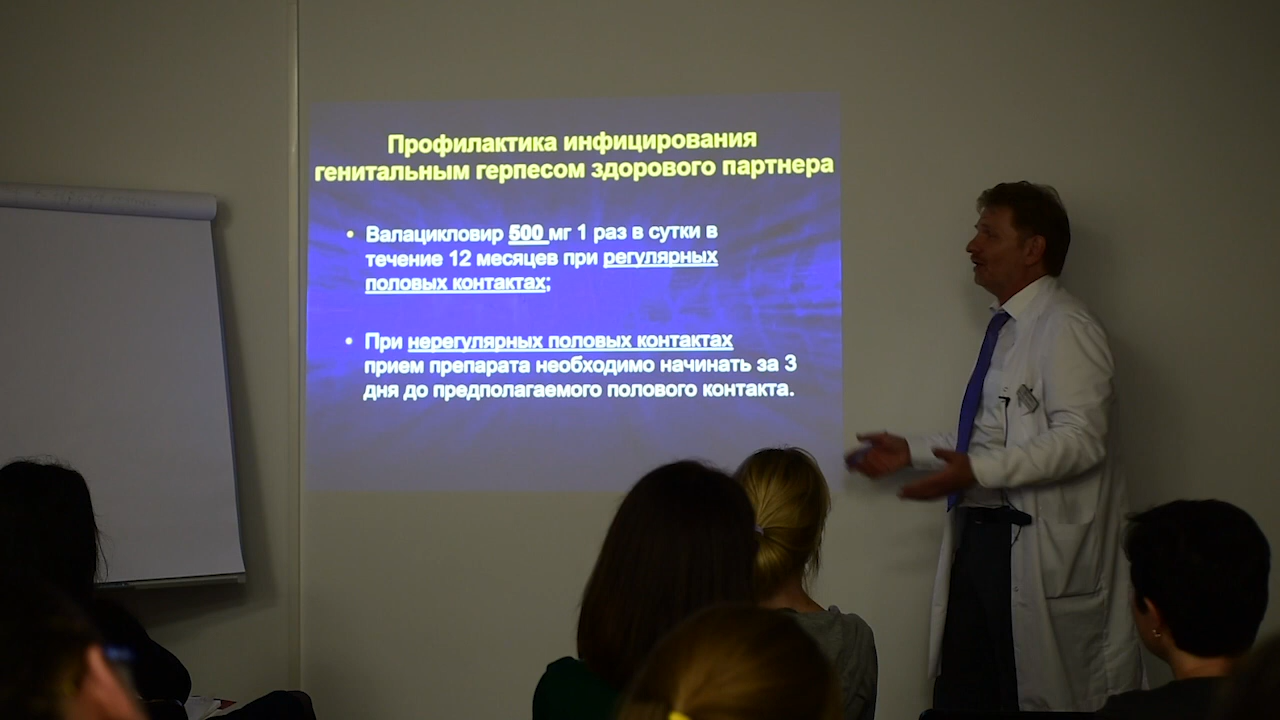 Профилактика инфицирования
генитальным герпесом здорового партнера
• Валацикловир 500 мг 1 раз в сутки в
течение 12 месяцев при регулярных
половых контактах;
• При нерегулярных половых контактах
прием препарата необходимо начинать за 3
дня до предполагаемого полового контакта.